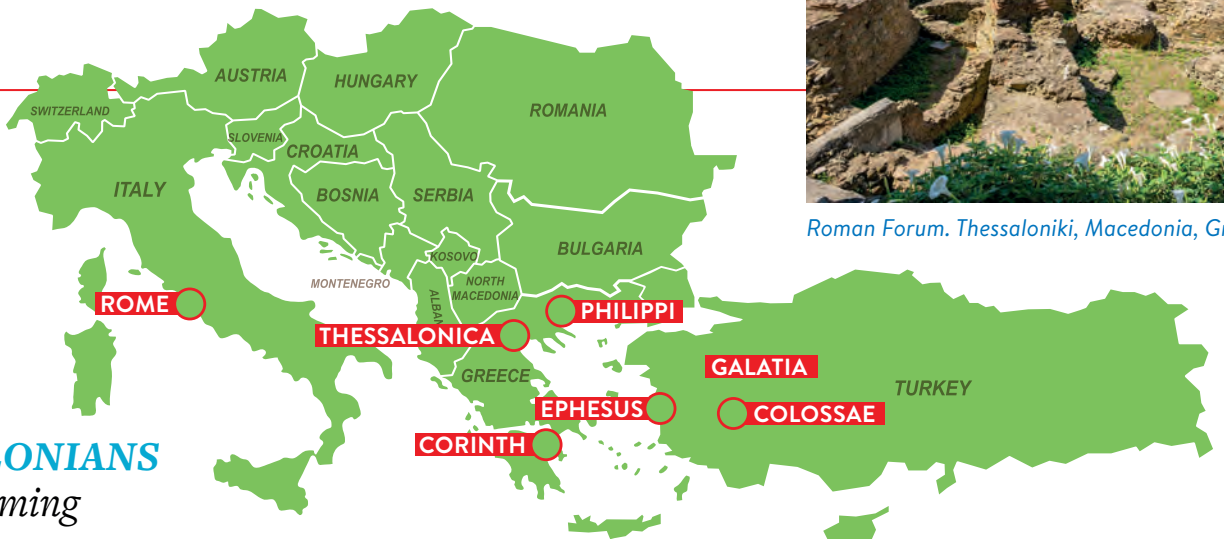 AUSTRIA
HUNGARY
SWITZERLAND
ROMANIA
SLOVENIA
CROATIA
ITALY
BOSNIA
SERBIA
Roman Forum. Thessaloniki, Macedonia,
BULGARIA
KOSOVO
MONTENEGRO
NORTH
MACEDONIA
ROME
PHILIPPI
THESSALONICA
GALATIA
GREECE
TURKEY
EPHESUS
COLOSSAE
CORINTH
ONIANS
ming